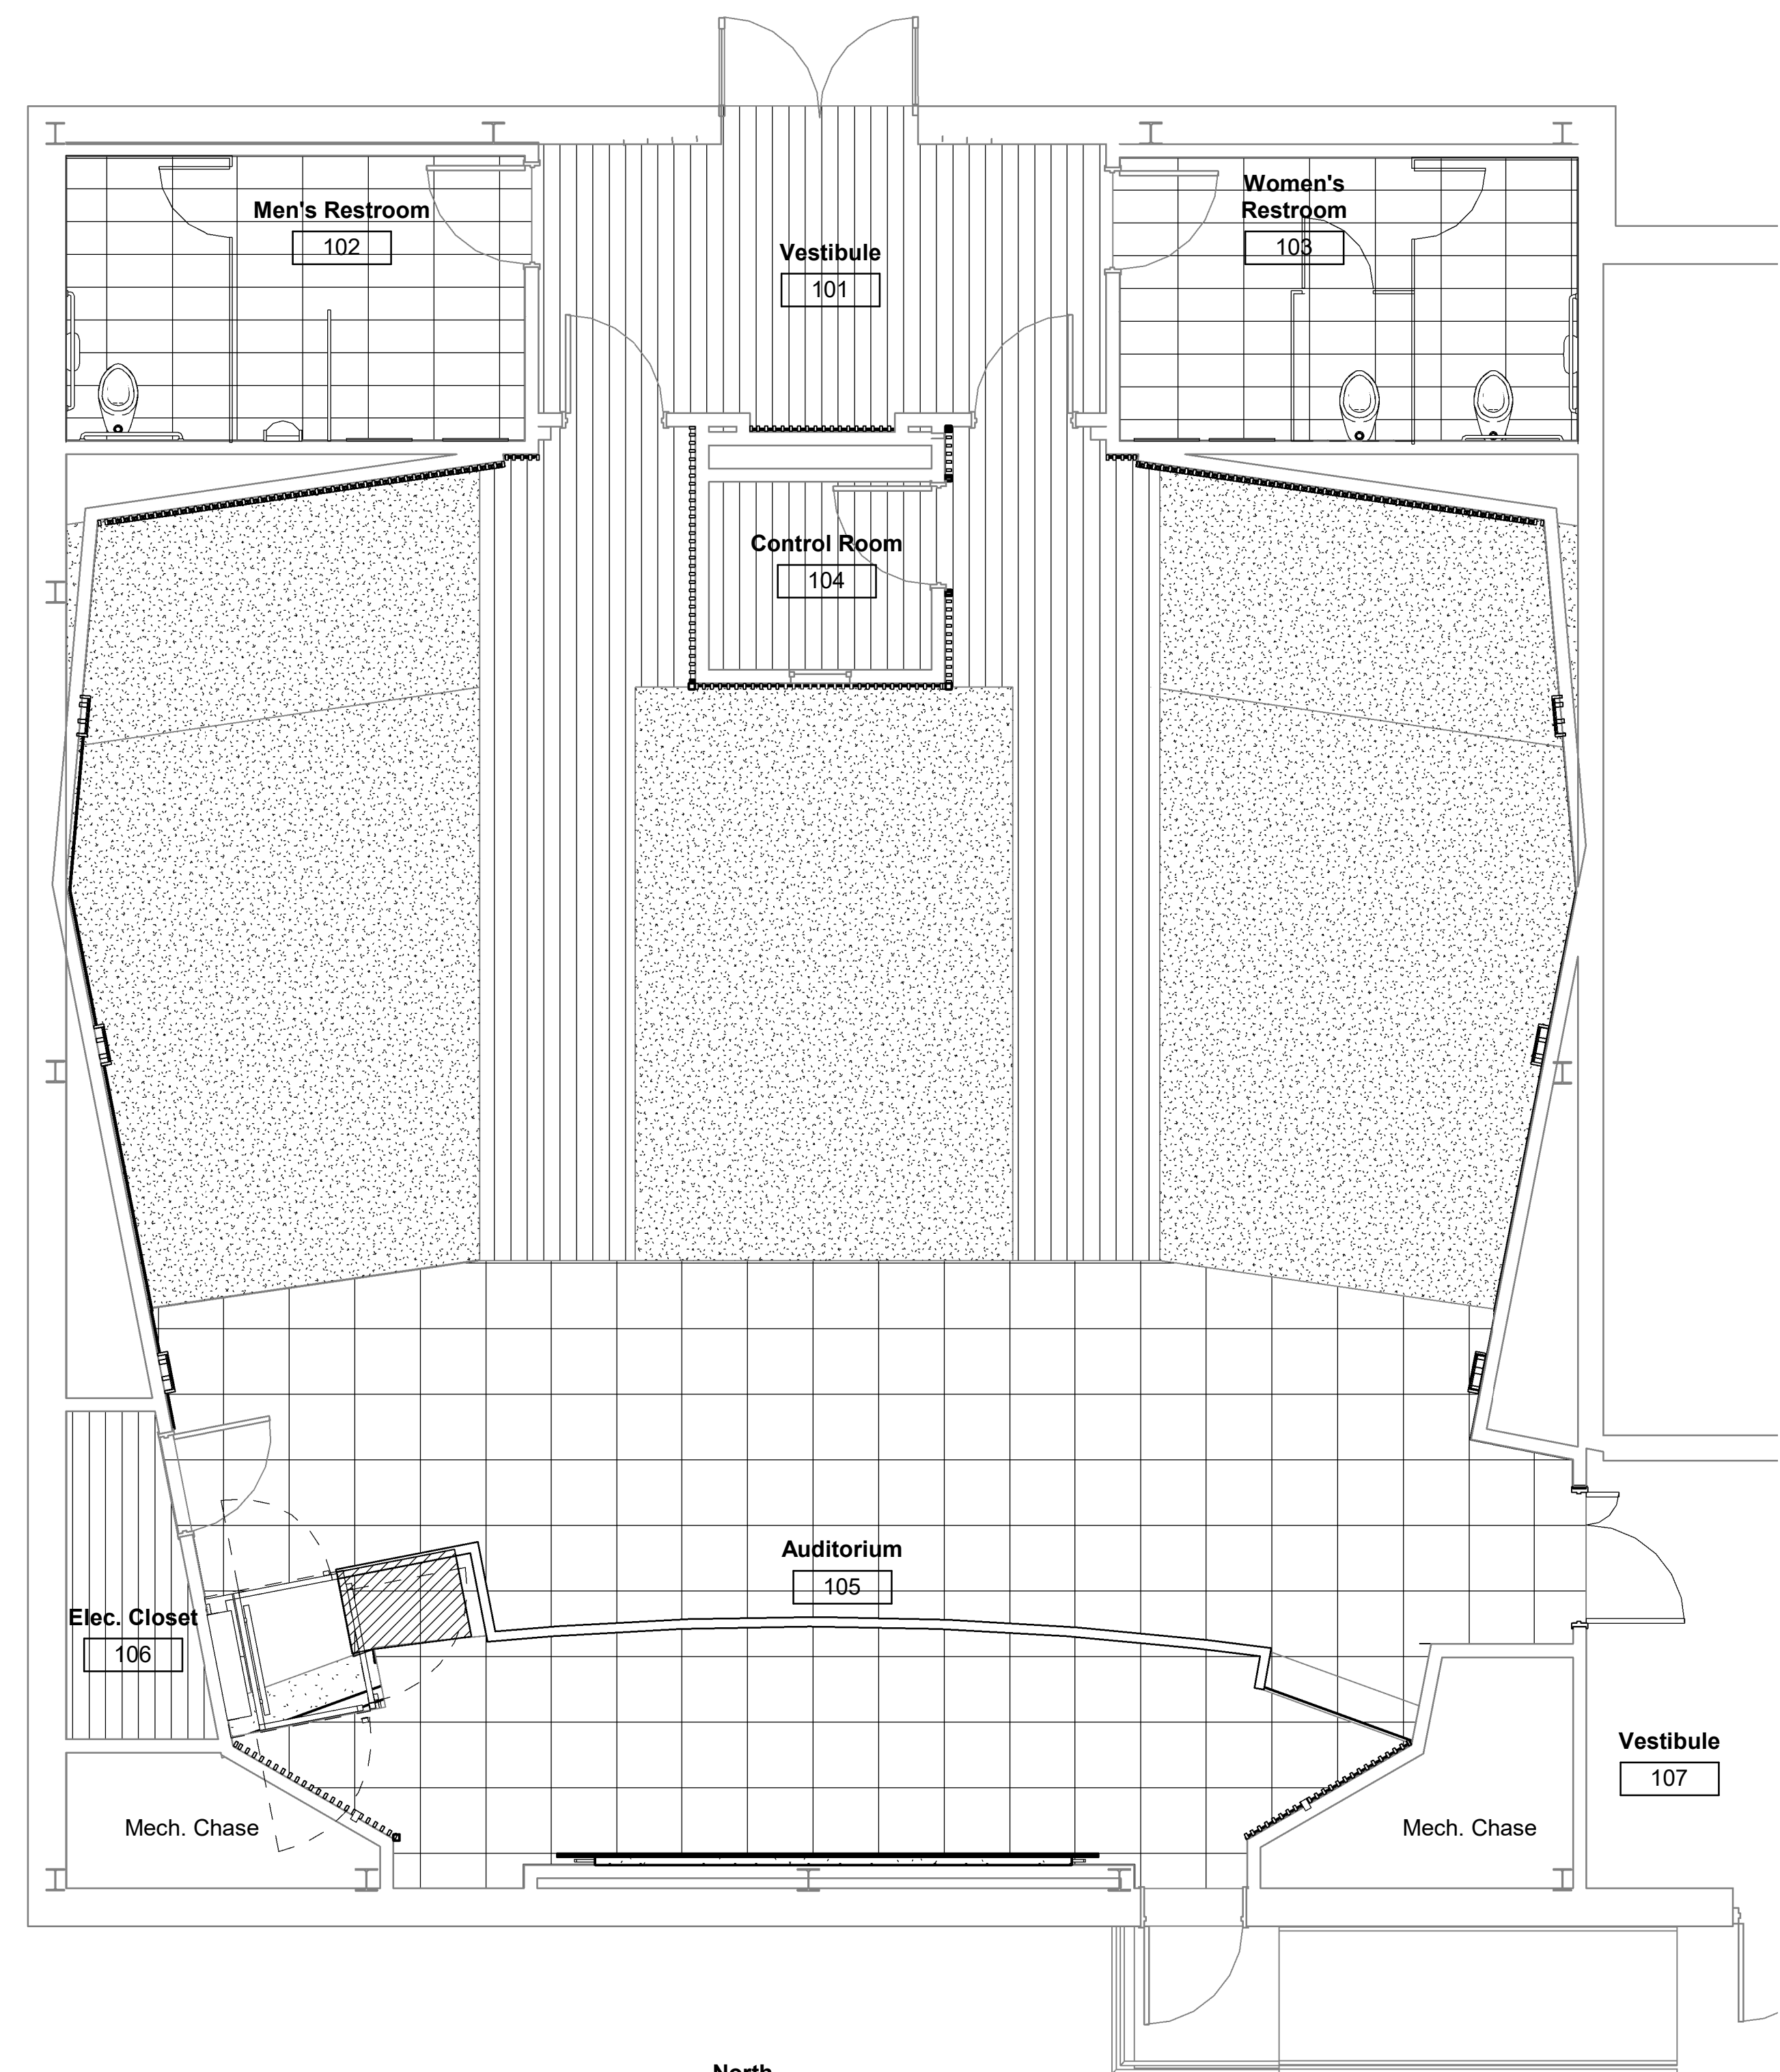 Men's Restroom
102
Women's
Restroom
103
Vestibule
101
Control Room
104
Auditorium
105
Elec. Closet
106
Vestibule
107
Mech. Chase
Mech. Chase
North